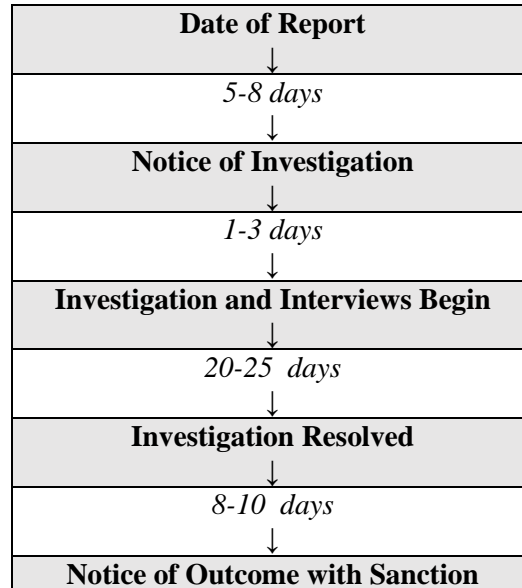 Date of Report
↓
5-8 days
↓
Notice of Investigation
↓
1-3 days
↓
Investigation and Interviews Begin
↓
20-25 days
↓
Investigation Resolved
↓
8-10 days
↓
Notice of Outcome with Sanction